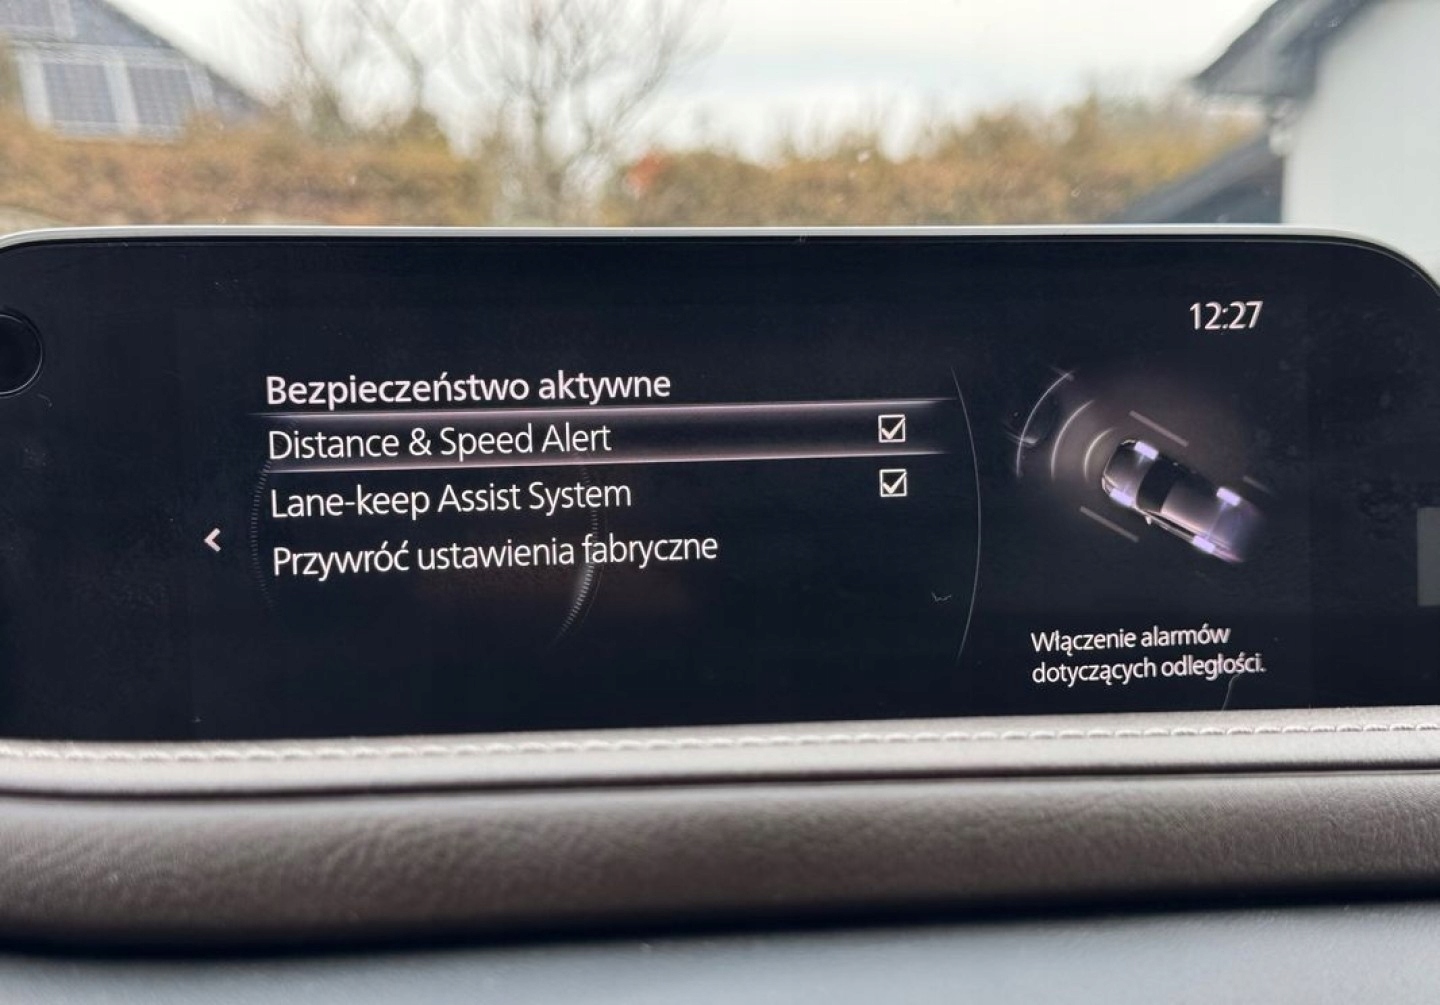 12:27
Bezpieczeństwo aktywne
Distance & Speed Alert
Lane-keep Assist System
Przywróć ustawienia fabryczne
Włączenie alarmów
dotyczących odległości.